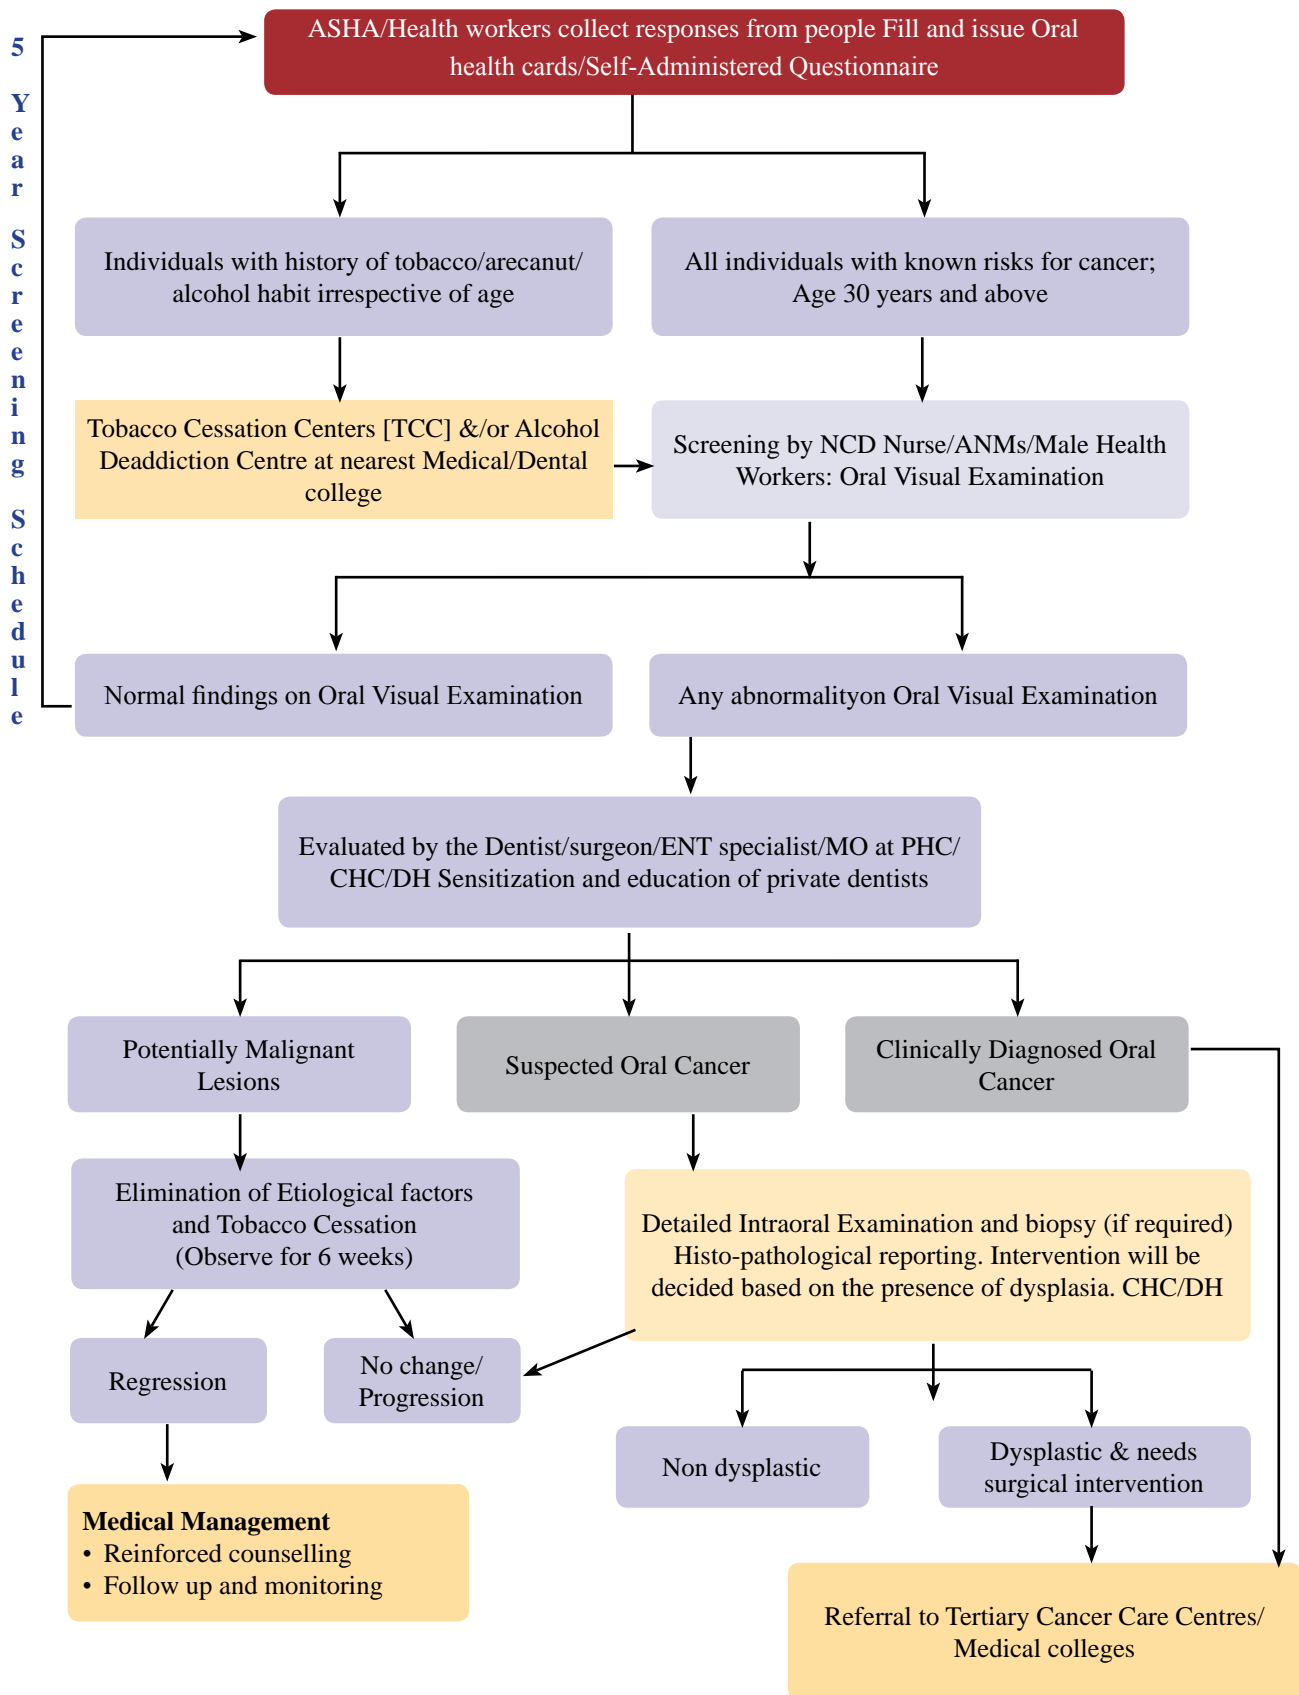 5 Year Screening Schedule
ASHA/Health workers collect responses from people Fill and issue Oral
health cards/Self-Administered Questionnaire
Individuals with history of tobacco/arecanut/
alcohol habit irrespective of age
All individuals with known risks for cancer;
Age 30 years and above
Tobacco Cessation Centers [TCC] &/or Alcohol
Deaddiction Centre at nearest Medical/Dental
college
Screening by NCD Nurse/ANMs/Male Health
Workers: Oral Visual Examination
Normal findings on Oral Visual Examination
Any abnormalityon Oral Visual Examination
Evaluated by the Dentist/surgeon/ENT specialist/MO at PHC/
CHC/DH Sensitization and education of private dentists
Potentially Malignant
Lesions
Suspected Oral Cancer
Clinically Diagnosed Oral
Cancer
Elimination of Etiological factors
and Tobacco Cessation
(Observe for 6 weeks)
Detailed Intraoral Examination and biopsy (if required)
Histo-pathological reporting. Intervention will be
decided based on the presence of dysplasia. CHC/DH
Regression
No change/
Progression
Non dysplastic
Dysplastic & needs
surgical intervention
Medical Management
• Reinforced counselling
• Follow up and monitoring
Referral to Tertiary Cancer Care Centres/
Medical colleges